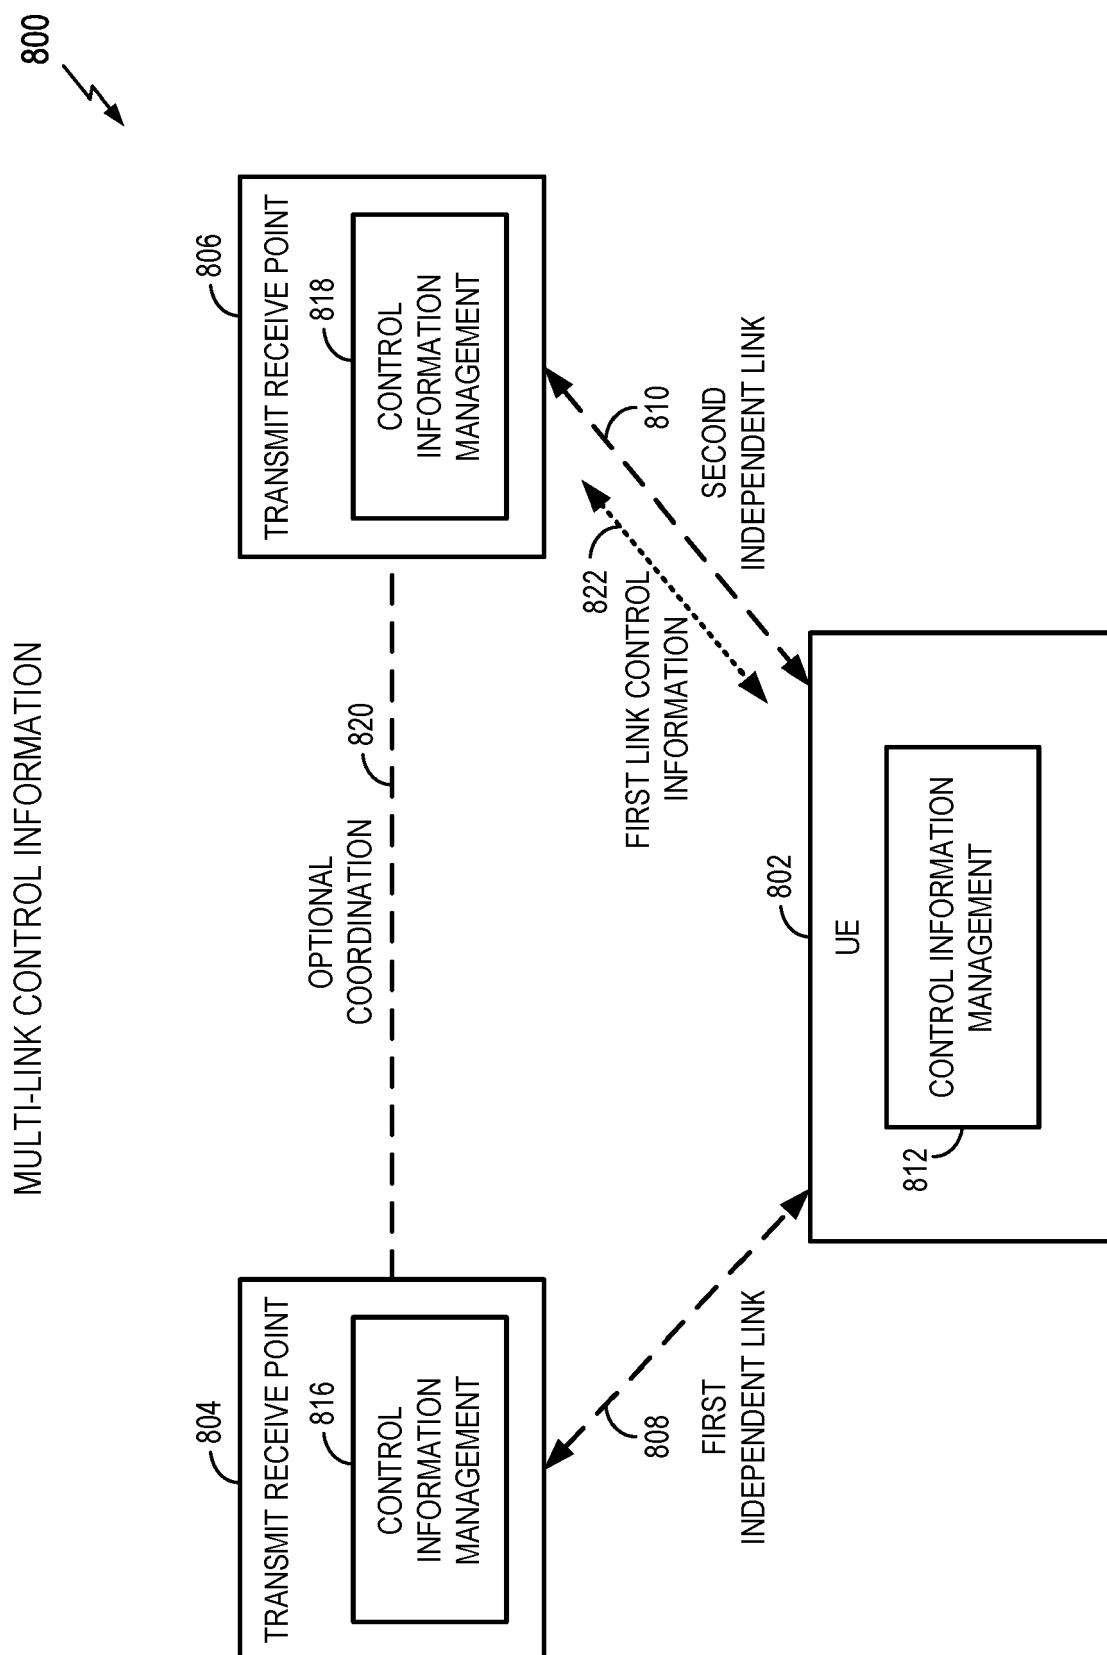 MULTI-LINK CONTROL INFORMATION
800
804
TRANSMIT RECEIVE POINT
816
CONTROL
INFORMATION
MANAGEMENT
OPTIONAL
COORDINATION
820
806
TRANSMIT RECEIVE POINT
818
CONTROL
INFORMATION
MANAGEMENT
808
FIRST
INDEPENDENT LINK
822
FIRST LINK CONTROL
INFORMATION
810
SECOND
INDEPENDENT LINK
802
UE
812
CONTROL INFORMATION
MANAGEMENT